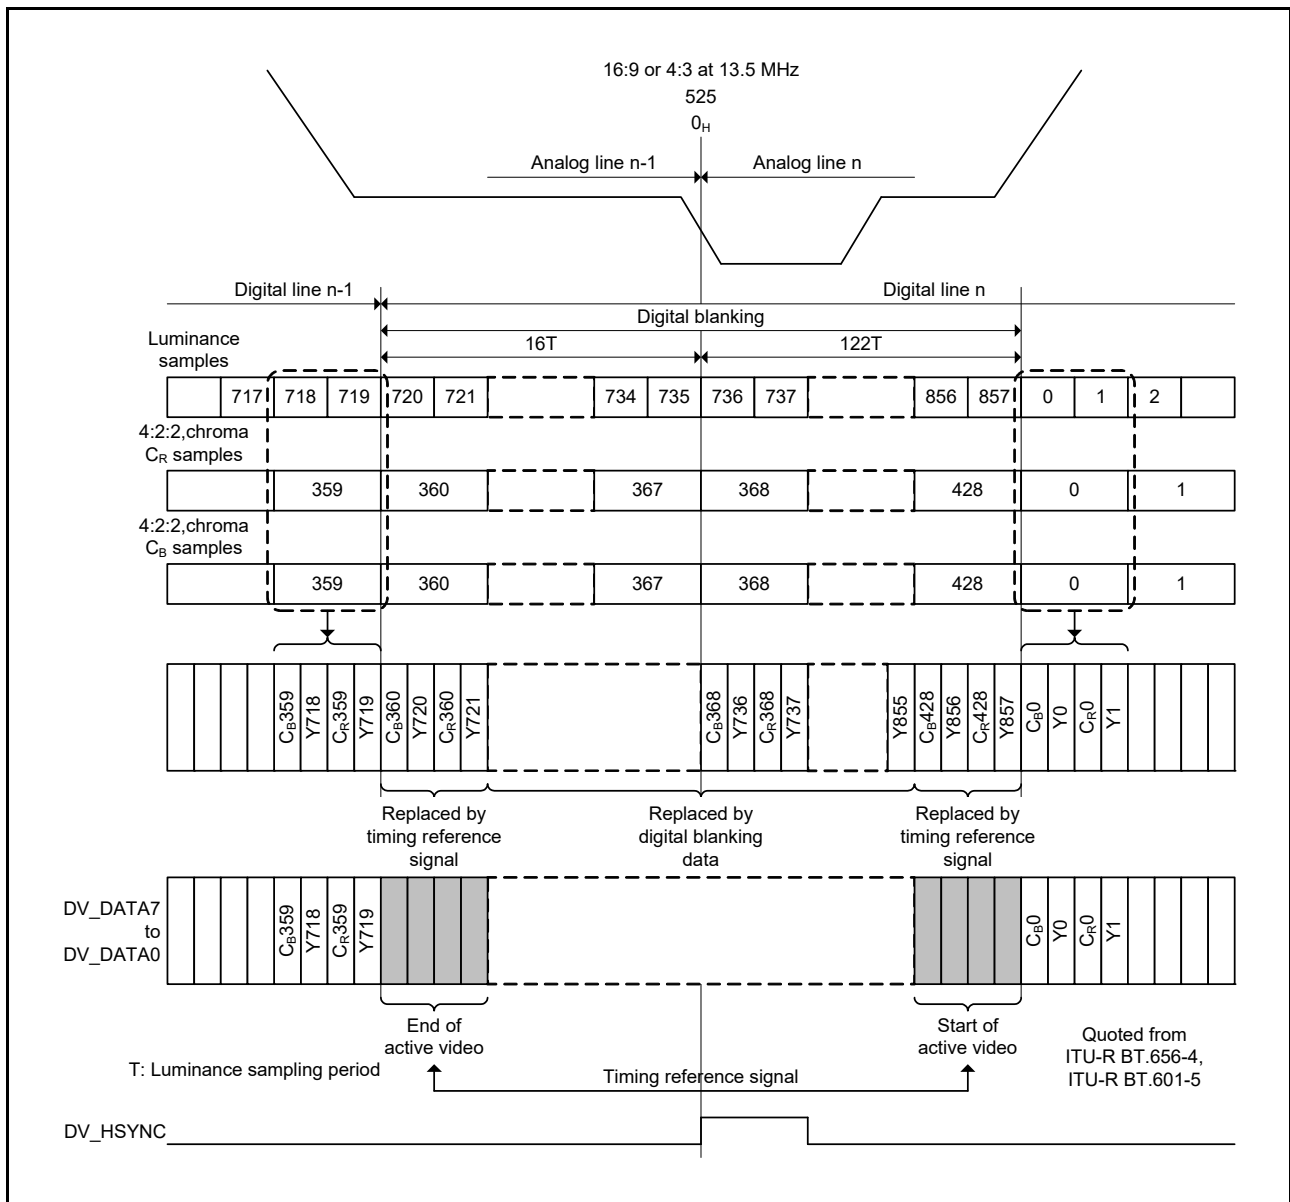 16:9 or 4:3 at 13.5 MHz
525
0H
Analog line n-1
Analog line n
Digital line n-1
Digital line n
Digital blanking
16T
122T
Luminance
samples
717 718 719 720 721 734 735 736 737 856 857 0 1 2
4:2:2,chroma
CR samples
359 360 367 368 428 0 1
4:2:2,chroma
CB samples
359 360 367 368 428 0 1
CB359 Y718 CR359 Y719 CB360 Y720 CR360 Y721 CB368 Y736 CR368 Y737 Y855 CB428 Y856 CR428 Y857 CB0 Y0 CR0 Y1
Replaced by
timing reference
signal
Replaced by
digital blanking
data
Replaced by
timing reference
signal
DV_DATA7
to
DV_DATA0
CB359 Y718 CR359 Y719 CB0 Y0 CR0 Y1
End of
active video
Start of
active video
Quoted from
ITU-R BT.656-4,
ITU-R BT.601-5
T: Luminance sampling period
Timing reference signal
DV_HSYNC